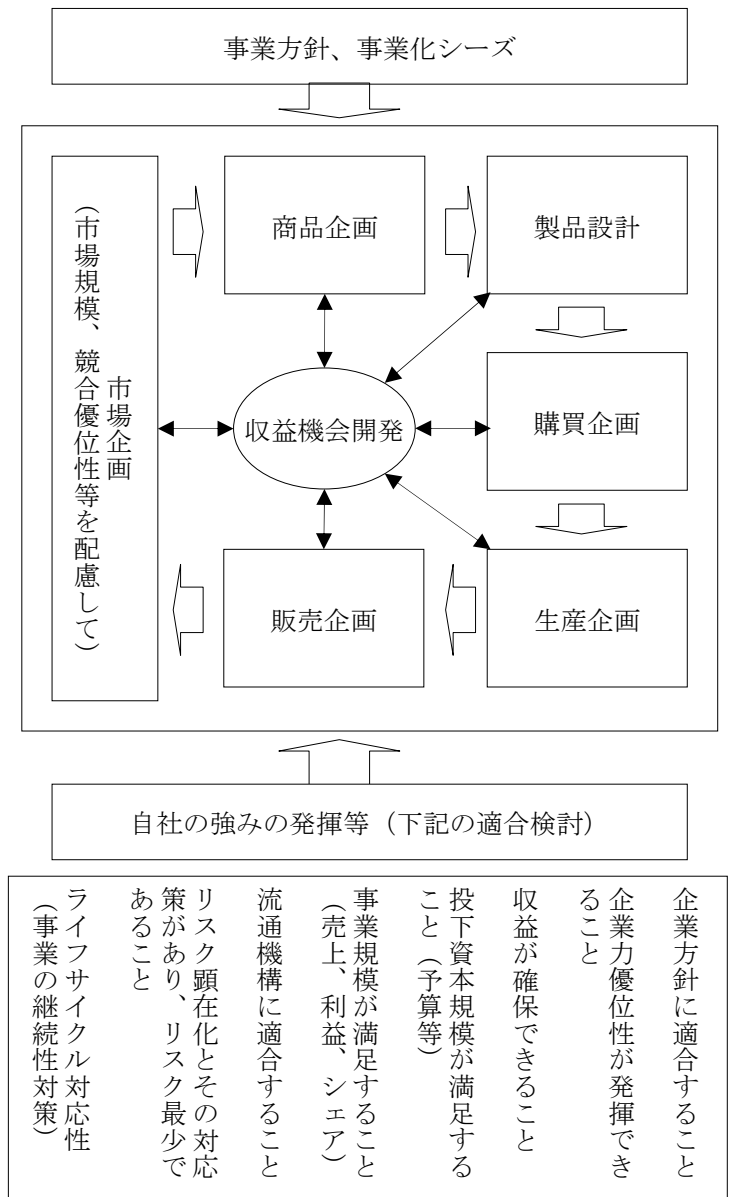 事業方針、事業化シーズ
市場企画
(市場規模、競合優位性等を配慮して)
商品企画
製品設計
収益機会開発
購買企画
販売企画
生産企画
自社の強みの発揮等（下記の適合検討）
企業方針に適合すること
企業力優位性が発揮でき
ること
収益が確保できること
投下資本規模が満足する
こと（予算等）
事業規模が満足すること
（売上、利益、シェア）
流通機構に適合すること
リスク顕在化とその対応
策があり、リスク最少で
あること
ライフサイクル対応性
（事業の継続性対策）